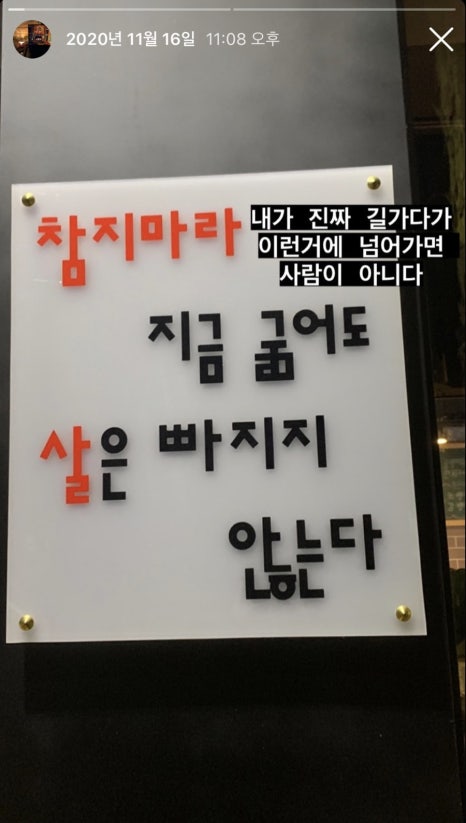 2020년 11월 16일 11:08 오후
참지마라
내가 진짜 길가다가
이런거에 넘어가면
사람이 아니다
지금 굶어도
살은 빠지지
않는다